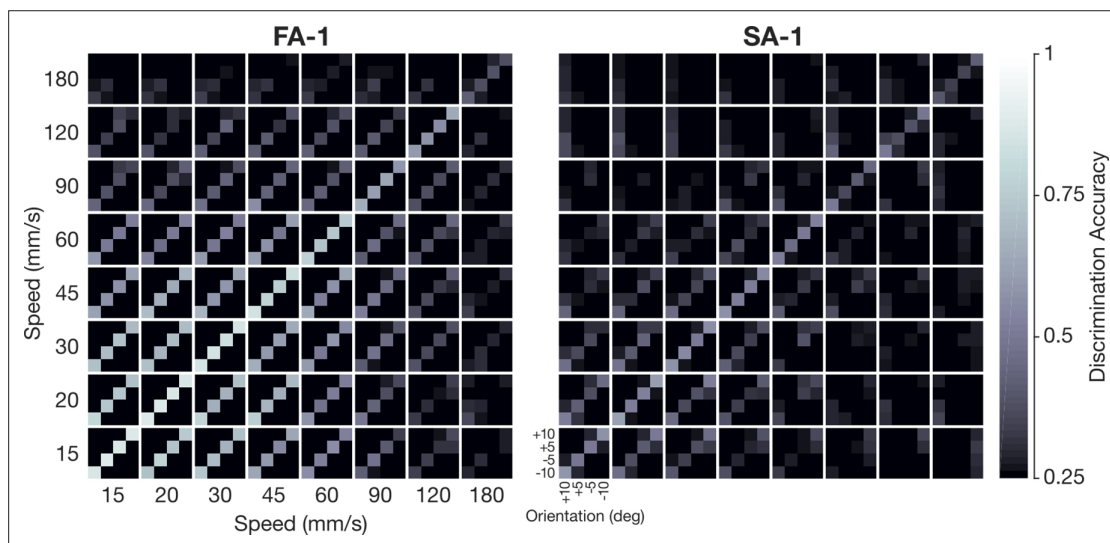 FA-1
SA-1
Speed (mm/s)
180
120
90
60
45
30
20
15
15 20 30 45 60 90 120 180
Speed (mm/s)
+10
+5
-5
-10
+10 +5 -5 -10
Orientation (deg)
1
0.75
0.5
0.25
Discrimination Accuracy